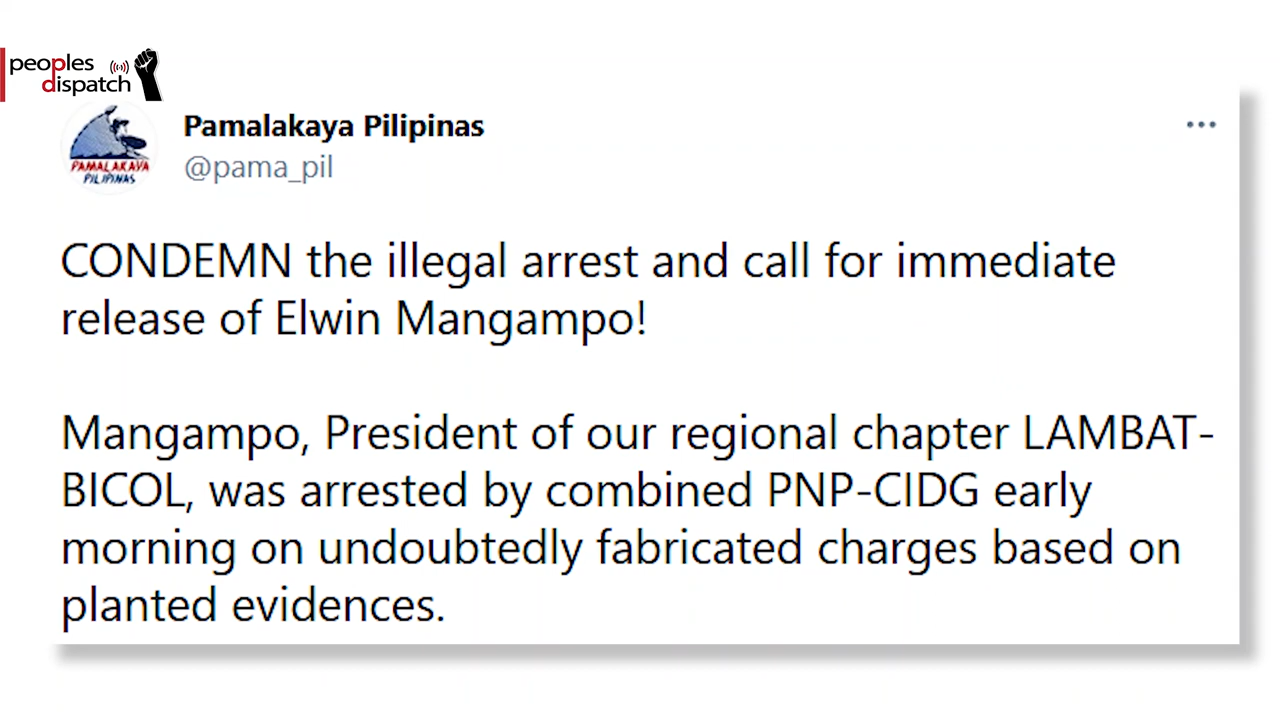 peoples
dispatch
Pamalakaya Pilipinas
@pama_pil
PAMALAKAYA
PILIPINAS
CONDEMN the illegal arrest and call for immediate
release of Elwin Mangampo!
Mangampo, President of our regional chapter LAMBAT-
BICOL, was arrested by combined PNP-CIDG early
morning on undoubtedly fabricated charges based on
planted evidences.